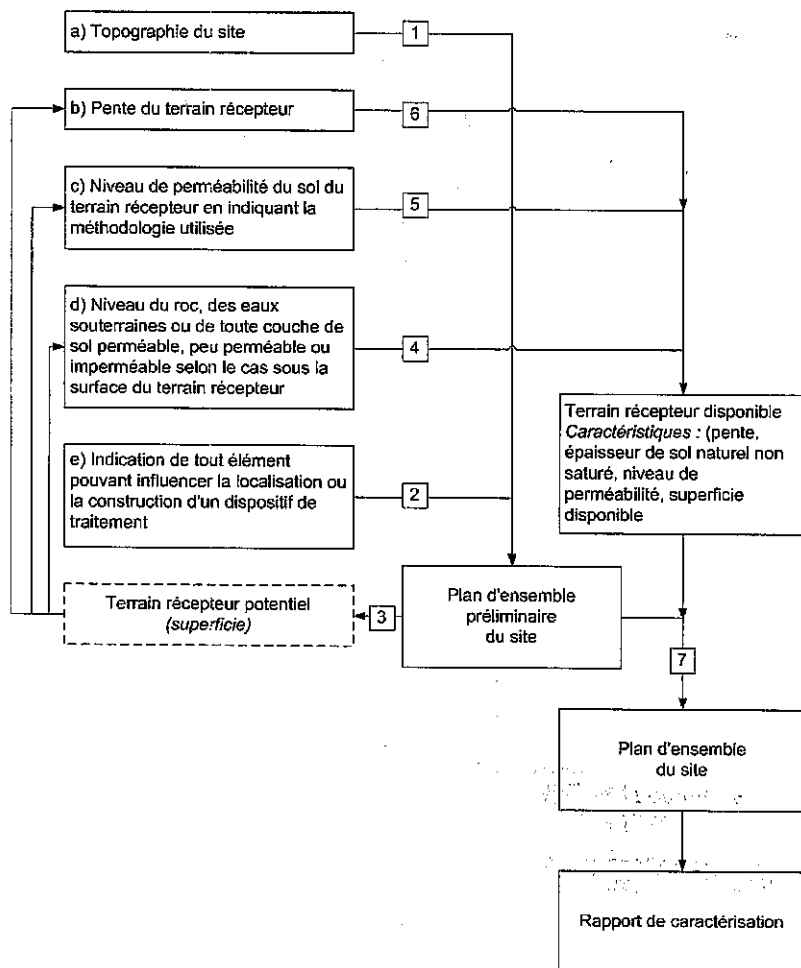 a) Topographie du site
1
b) Pente du terrain récepteur
6
c) Niveau de perméabilité du sol du
terrain récepteur en indiquant la
méthodologie utilisée
5
d) Niveau du roc, des eaux
souterraines ou de toute couche de
sol perméable, peu perméable ou
imperméable selon le cas sous la
surface du terrain récepteur
4
Terrain récepteur disponible
Caractéristiques : (pente,
épaisseur de sol naturel non
saturé, niveau de
perméabilité, superficie
disponible
e) Indication de tout élément
pouvant influencer la localisation ou
la construction d'un dispositif de
traitement
2
Terrain récepteur potentiel
(superficie)
3
Plan d'ensemble
préliminaire
du site
7
Plan d'ensemble
du site
Rapport de caractérisation